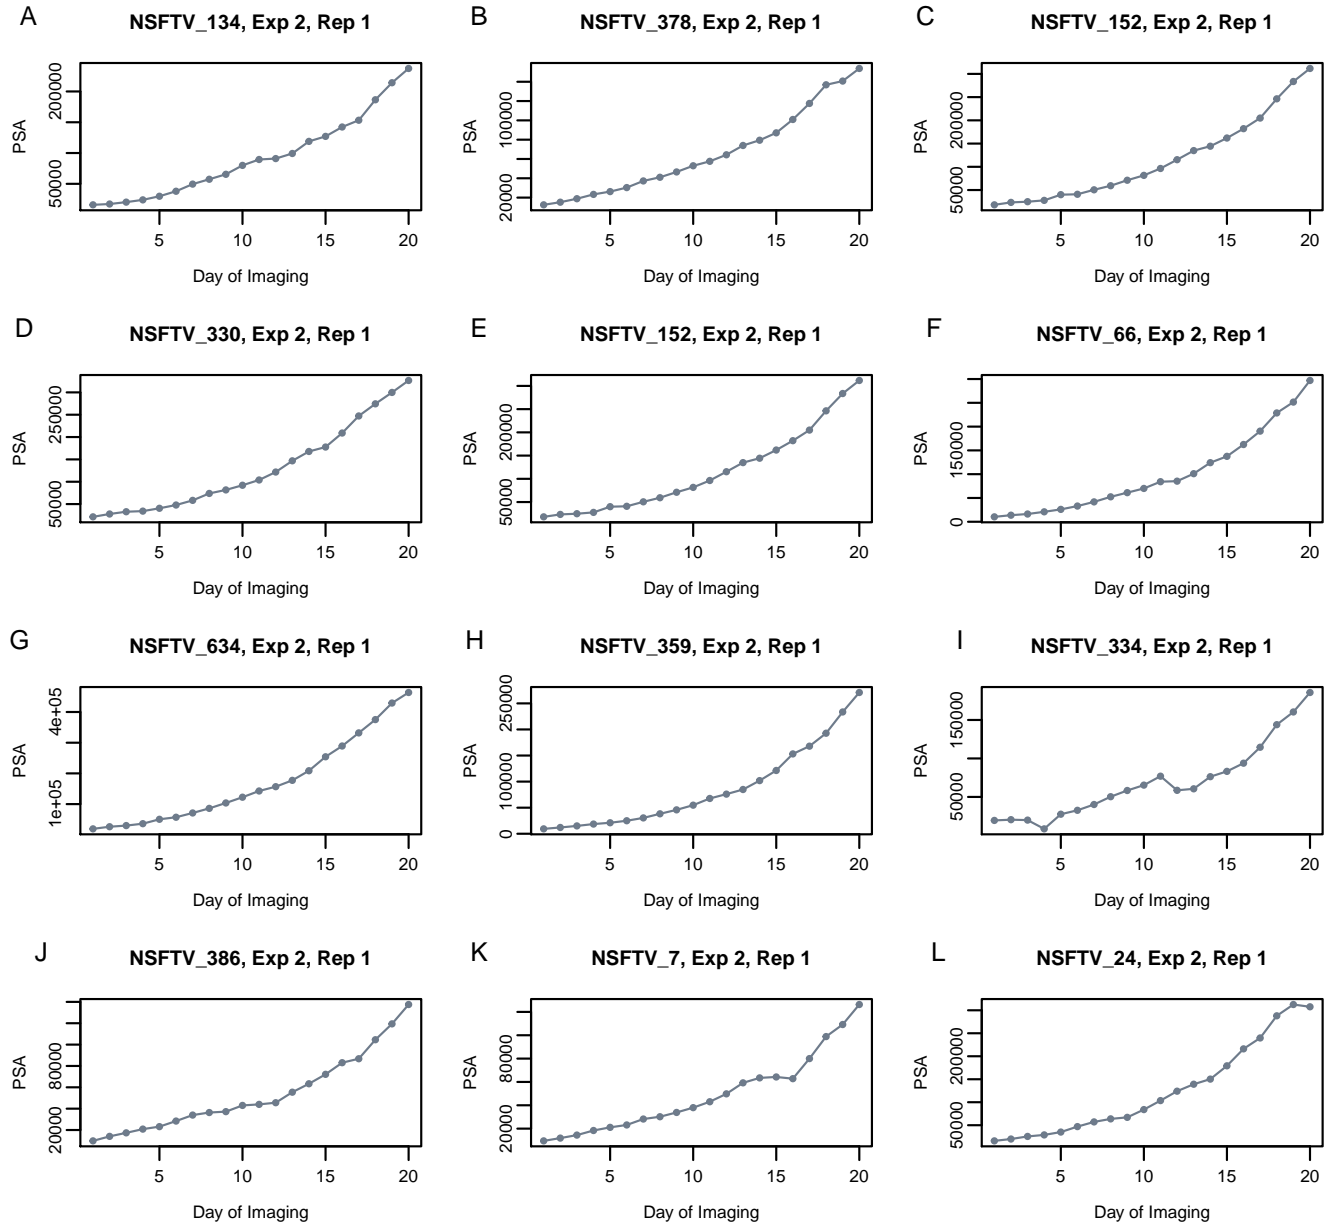 A
NSFTV_134, Exp 2, Rep 1
PSA
50000 200000
5 10 15 20
Day of Imaging
B
NSFTV_378, Exp 2, Rep 1
PSA
20000 100000
5 10 15 20
Day of Imaging
C
NSFTV_152, Exp 2, Rep 1
PSA
50000 200000
5 10 15 20
Day of Imaging
D
NSFTV_330, Exp 2, Rep 1
PSA
50000 250000
5 10 15 20
Day of Imaging
E
NSFTV_152, Exp 2, Rep 1
PSA
50000 200000
5 10 15 20
Day of Imaging
F
NSFTV_66, Exp 2, Rep 1
PSA
0 150000
5 10 15 20
Day of Imaging
G
NSFTV_634, Exp 2, Rep 1
PSA
1e+05 4e+05
5 10 15 20
Day of Imaging
H
NSFTV_359, Exp 2, Rep 1
PSA
0 100000 250000
5 10 15 20
Day of Imaging
I
NSFTV_334, Exp 2, Rep 1
PSA
50000 150000
5 10 15 20
Day of Imaging
J
NSFTV_386, Exp 2, Rep 1
PSA
20000 80000
5 10 15 20
Day of Imaging
K
NSFTV_7, Exp 2, Rep 1
PSA
20000 80000
5 10 15 20
Day of Imaging
L
NSFTV_24, Exp 2, Rep 1
PSA
50000 200000
5 10 15 20
Day of Imaging